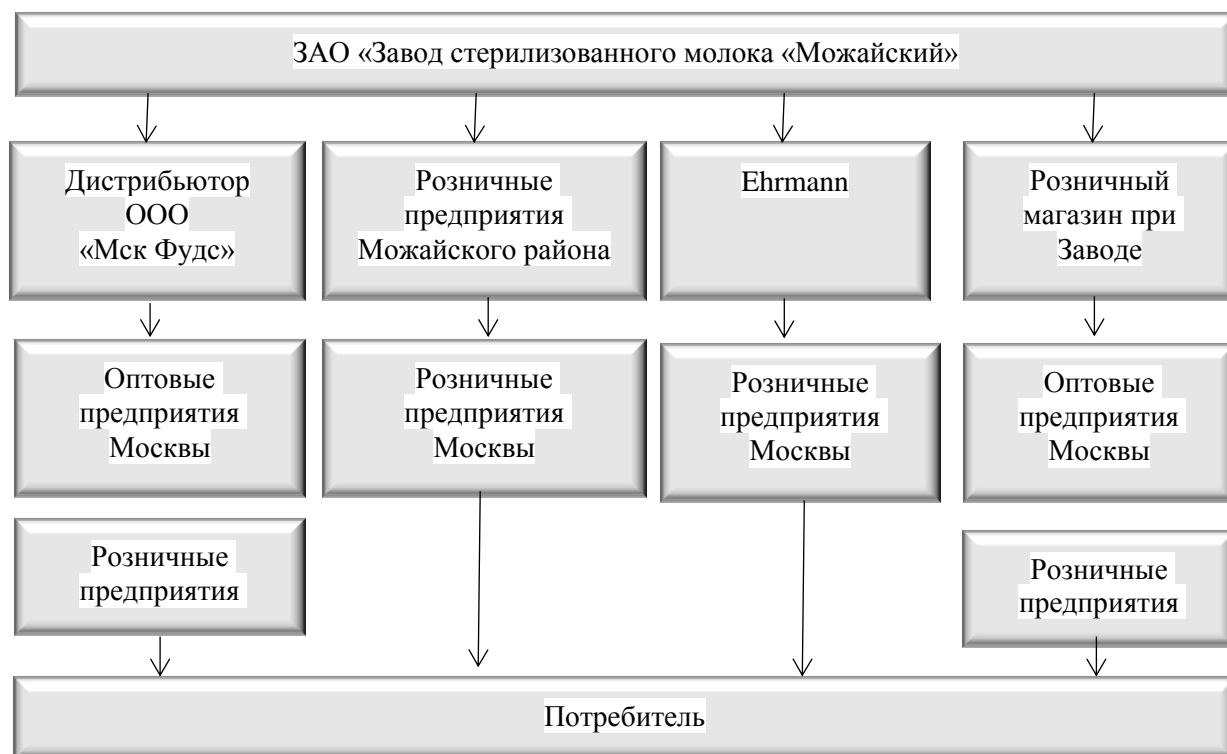 ЗАО «Завод стерилизованного молока «Можайский»
Дистрибьютор
ООО
«Мск Фудс»
Розничные
предприятия
Можайского района
Ehrmann
Розничный
магазин при
Заводе
Оптовые
предприятия
Москвы
Розничные
предприятия
Москвы
Розничные
предприятия
Москвы
Оптовые
предприятия
Москвы
Розничные
предприятия
Розничные
предприятия
Потребитель